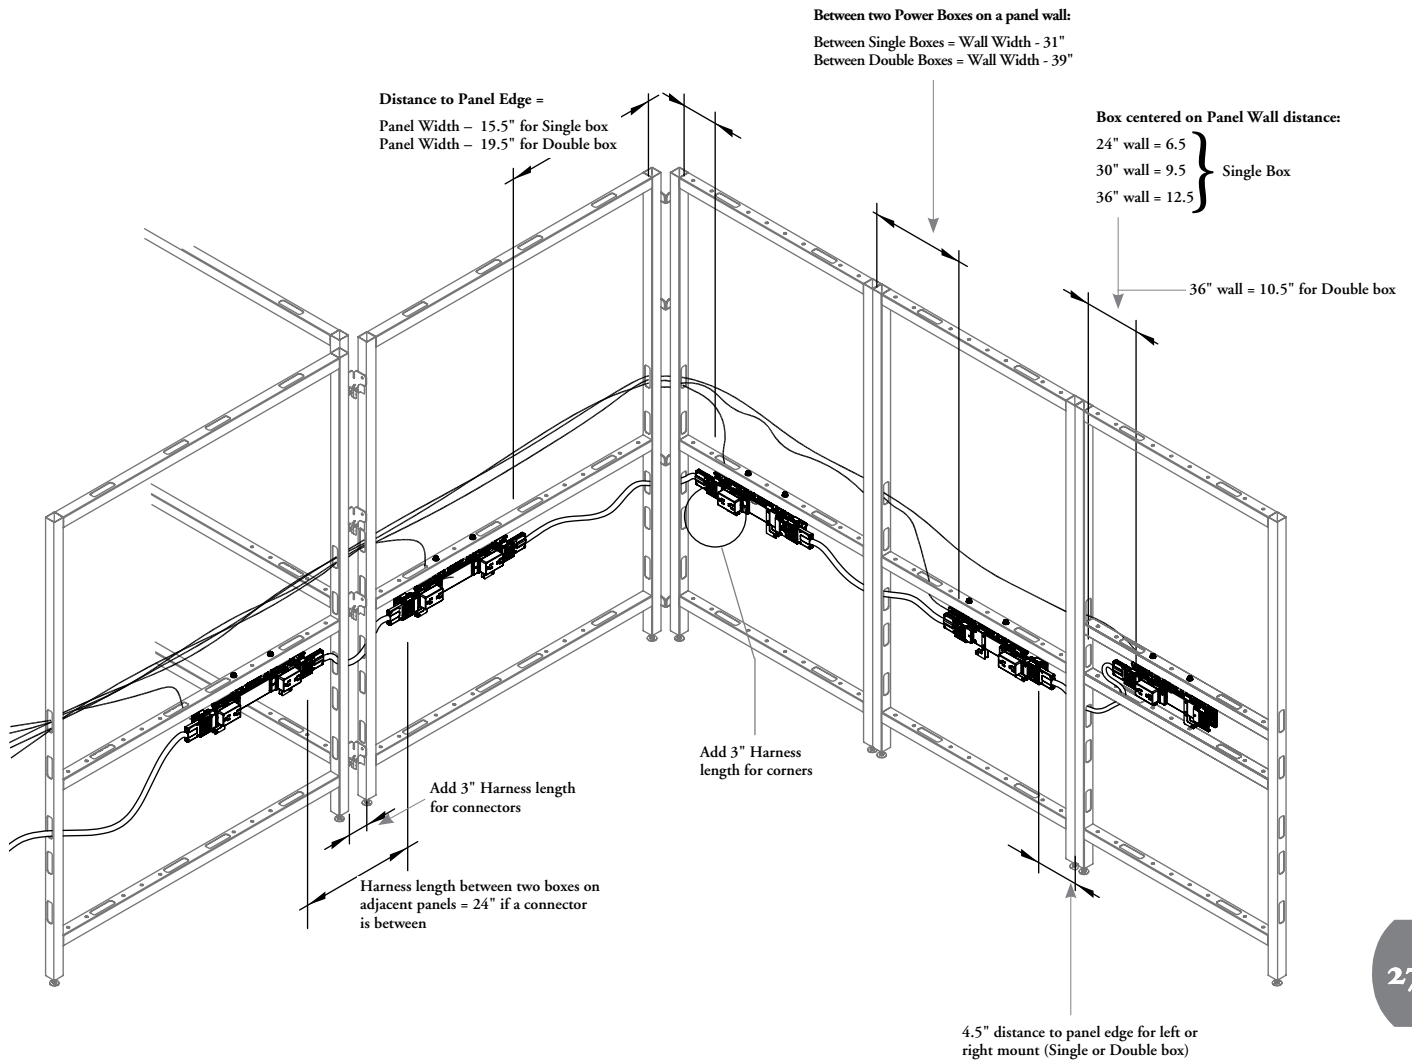 Between two Power Boxes on a panel wall:
Between Single Boxes = Wall Width - 31"
Between Double Boxes = Wall Width - 39"
Distance to Panel Edge =
Panel Width – 15.5" for Single box
Panel Width – 19.5" for Double box
Box centered on Panel Wall distance:
24" wall = 6.5
30" wall = 9.5
36" wall = 12.5
Single Box
36" wall = 10.5" for Double box
Add 3" Harness
length for corners
Add 3" Harness length
for connectors
Harness length between two boxes on
adjacent panels = 24" if a connector
is between
4.5" distance to panel edge for left or
right mount (Single or Double box)